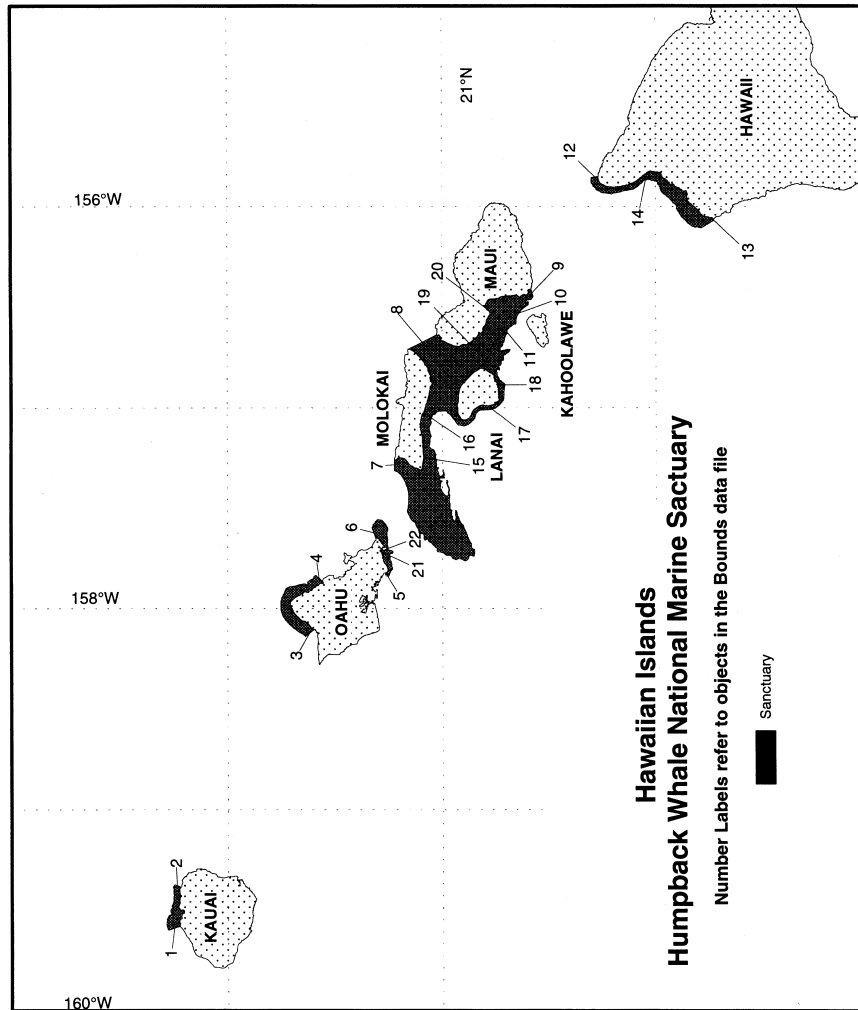 160°W
158°W
156°W
21°N
1
2
KAUAI
3
4
OAHU
5
21
22
6
7
MOLOKAI
8
15
16
LANAI
17
18
19
20
MAUI
9
10
11
KAHOOLAWE
12
14
13
HAWAII
Hawaiian Islands
Humpback Whale National Marine Sactuary
Number Labels refer to objects in the Bounds data file
Sanctuary